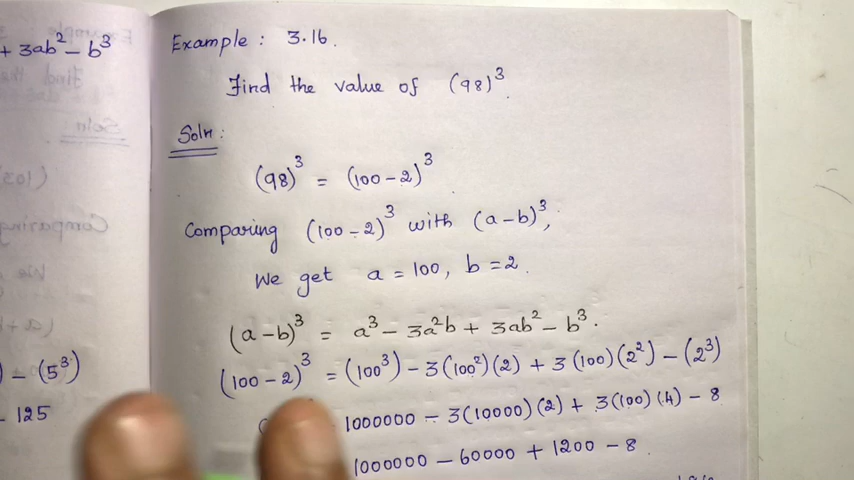 + 3ab² – b³
) – (5³)
– 125
Example : 3.16.
Find the value of (98)³.
Soln:
(98)³ = (100 – 2)³
Comparing (100 – 2)³ with (a – b)³,
We get a = 100, b = 2.
(a – b)³ = a³ – 3a²b + 3ab² – b³.
(100 – 2)³ = (100³) – 3(100²)(2) + 3(100)(2²) – (2³)
1000000 – 3(10000)(2) + 3(100)(4) – 8
1000000 – 60000 + 1200 – 8.